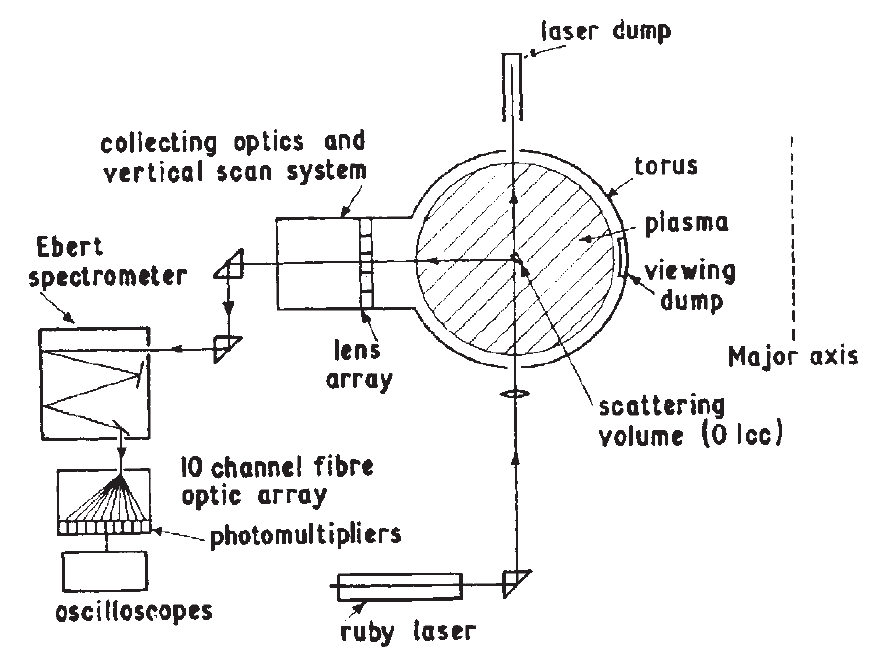 laser dump
collecting optics and
vertical scan system
torus
plasma
Ebert
spectrometer
viewing
dump
lens
array
Major axis
scattering
volume (0 1cc)
10 channel fibre
optic array
photomultipliers
oscilloscopes
ruby laser